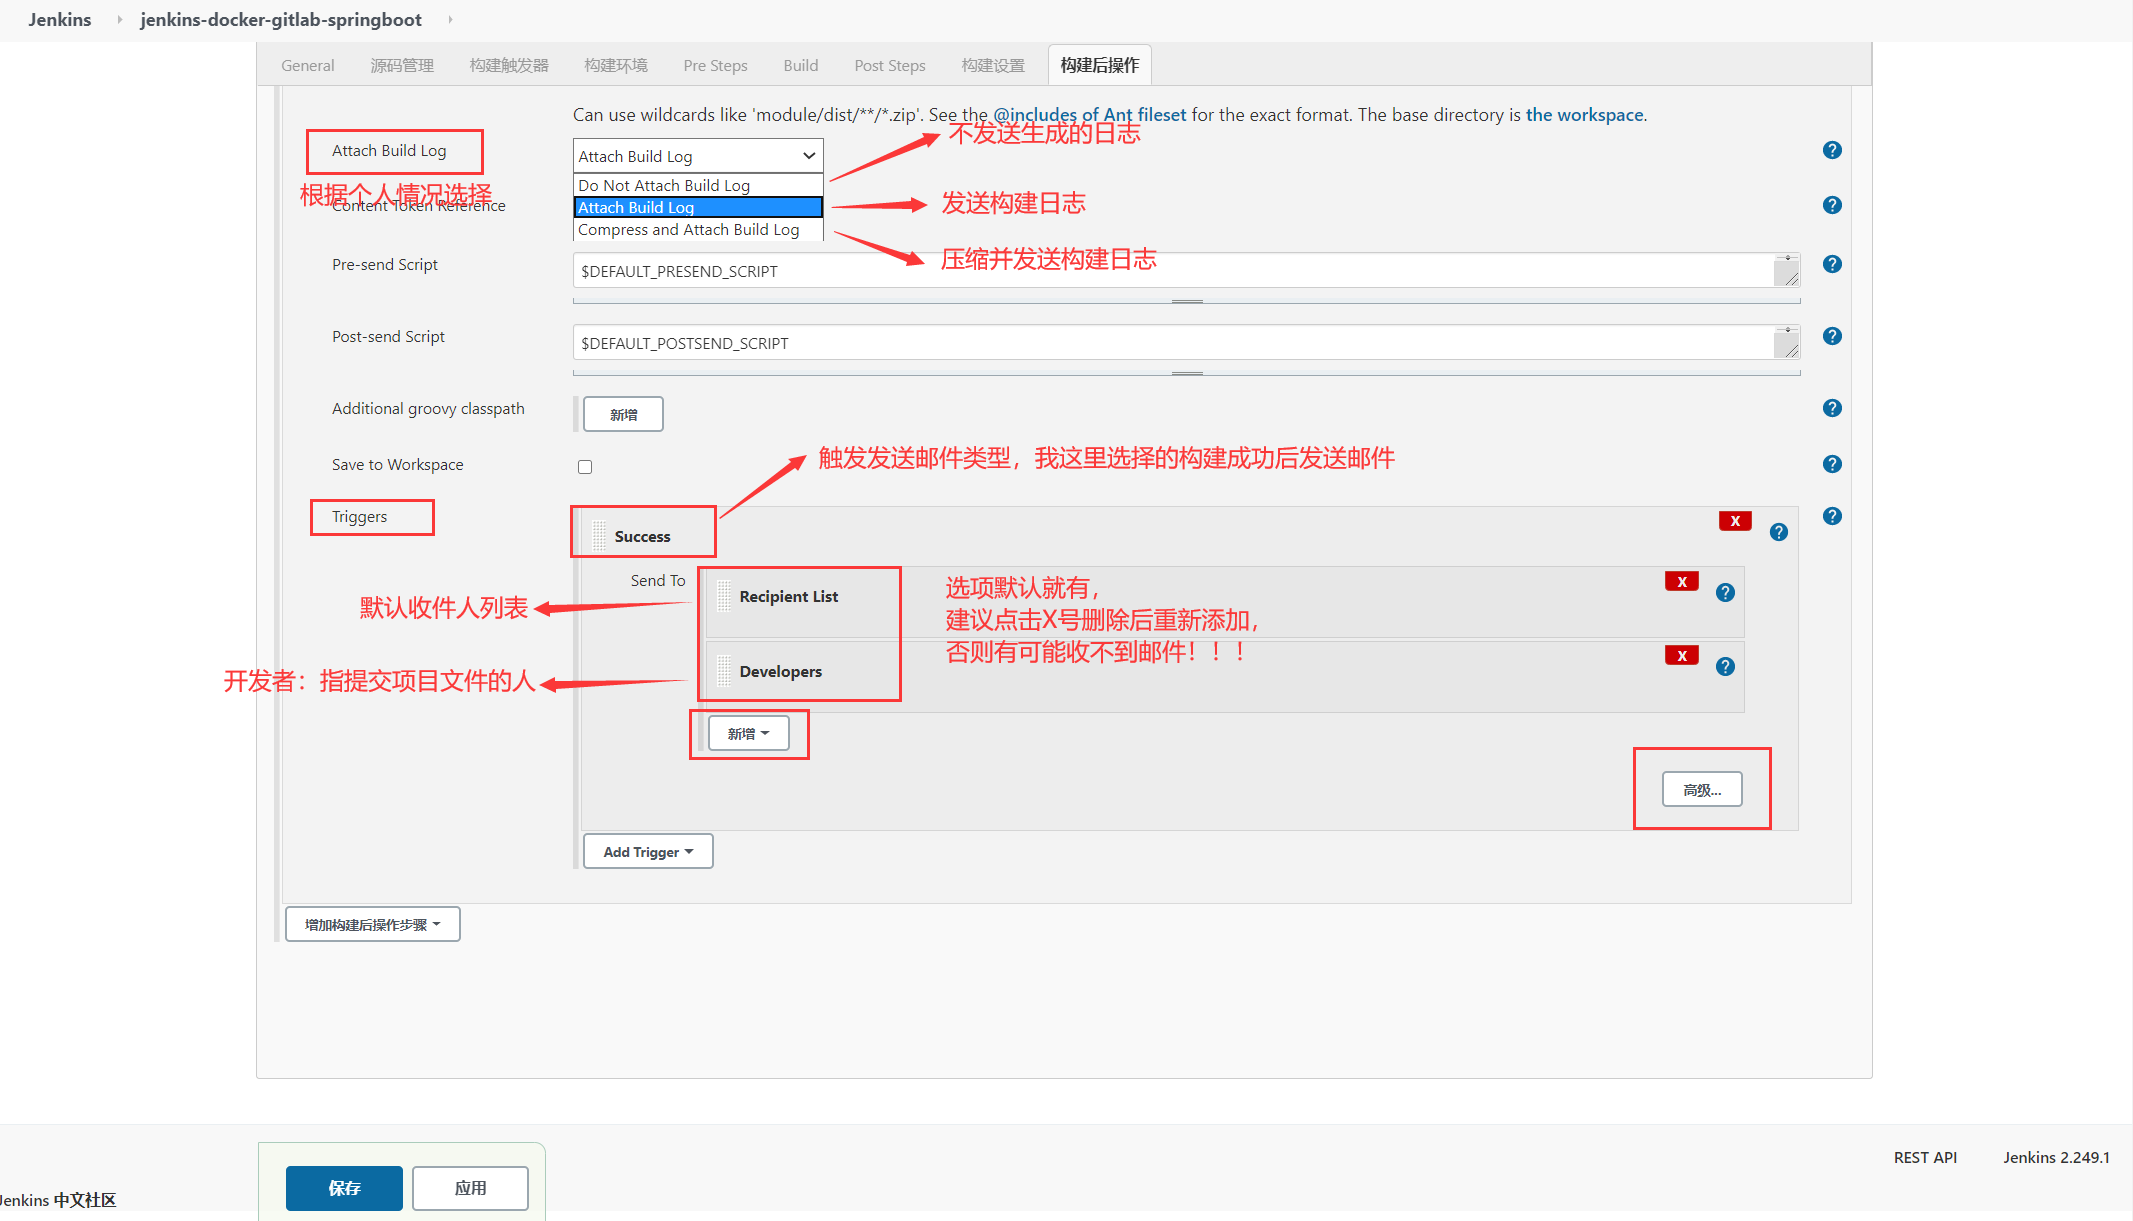 Jenkins
jenkins-docker-gitlab-springboot
General
源码管理
构建触发器
构建环境
Pre Steps
Build
Post Steps
构建设置
构建后操作
Can use wildcards like 'module/dist/**/*.zip'. See the @includes of Ant fileset for the exact format. The base directory is the workspace.
不发送生成的日志
Attach Build Log
Attach Build Log
?
Do Not Attach Build Log
根据个人情况选择
Content Token Reference
Attach Build Log
发送构建日志
?
Compress and Attach Build Log
压缩并发送构建日志
Pre-send Script
$DEFAULT_PRESEND_SCRIPT
?
Post-send Script
$DEFAULT_POSTSEND_SCRIPT
?
Additional groovy classpath
新增
?
触发发送邮件类型，我这里选择的构建成功后发送邮件
Save to Workspace
?
Triggers
Success
X
?
?
Send To
Recipient List
X
?
默认收件人列表
选项默认就有，
建议点击X号删除后重新添加，
否则有可能收不到邮件！！！
Developers
X
?
开发者：指提交项目文件的人
新增
高级...
Add Trigger
增加构建后操作步骤
REST API
Jenkins 2.249.1
保存
应用
Jenkins 中文社区